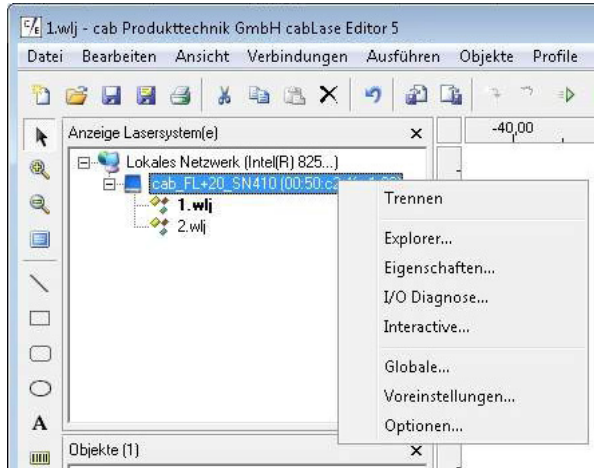 1.wlj - cab Produkttechnik GmbH cabLase Editor 5
Datei Bearbeiten Ansicht Verbindungen Ausführen Objekte Profile
Anzeige Lasersystem(e)
-40,00
Lokales Netzwerk (Intel(R) 825...)
cab_FL+20_SN410 (00:50:c2
1.wlj
2.wlj
Trennen
Explorer...
Eigenschaften...
I/O Diagnose...
Interactive...
Globale...
Voreinstellungen...
Optionen...
A
Objekte (1)